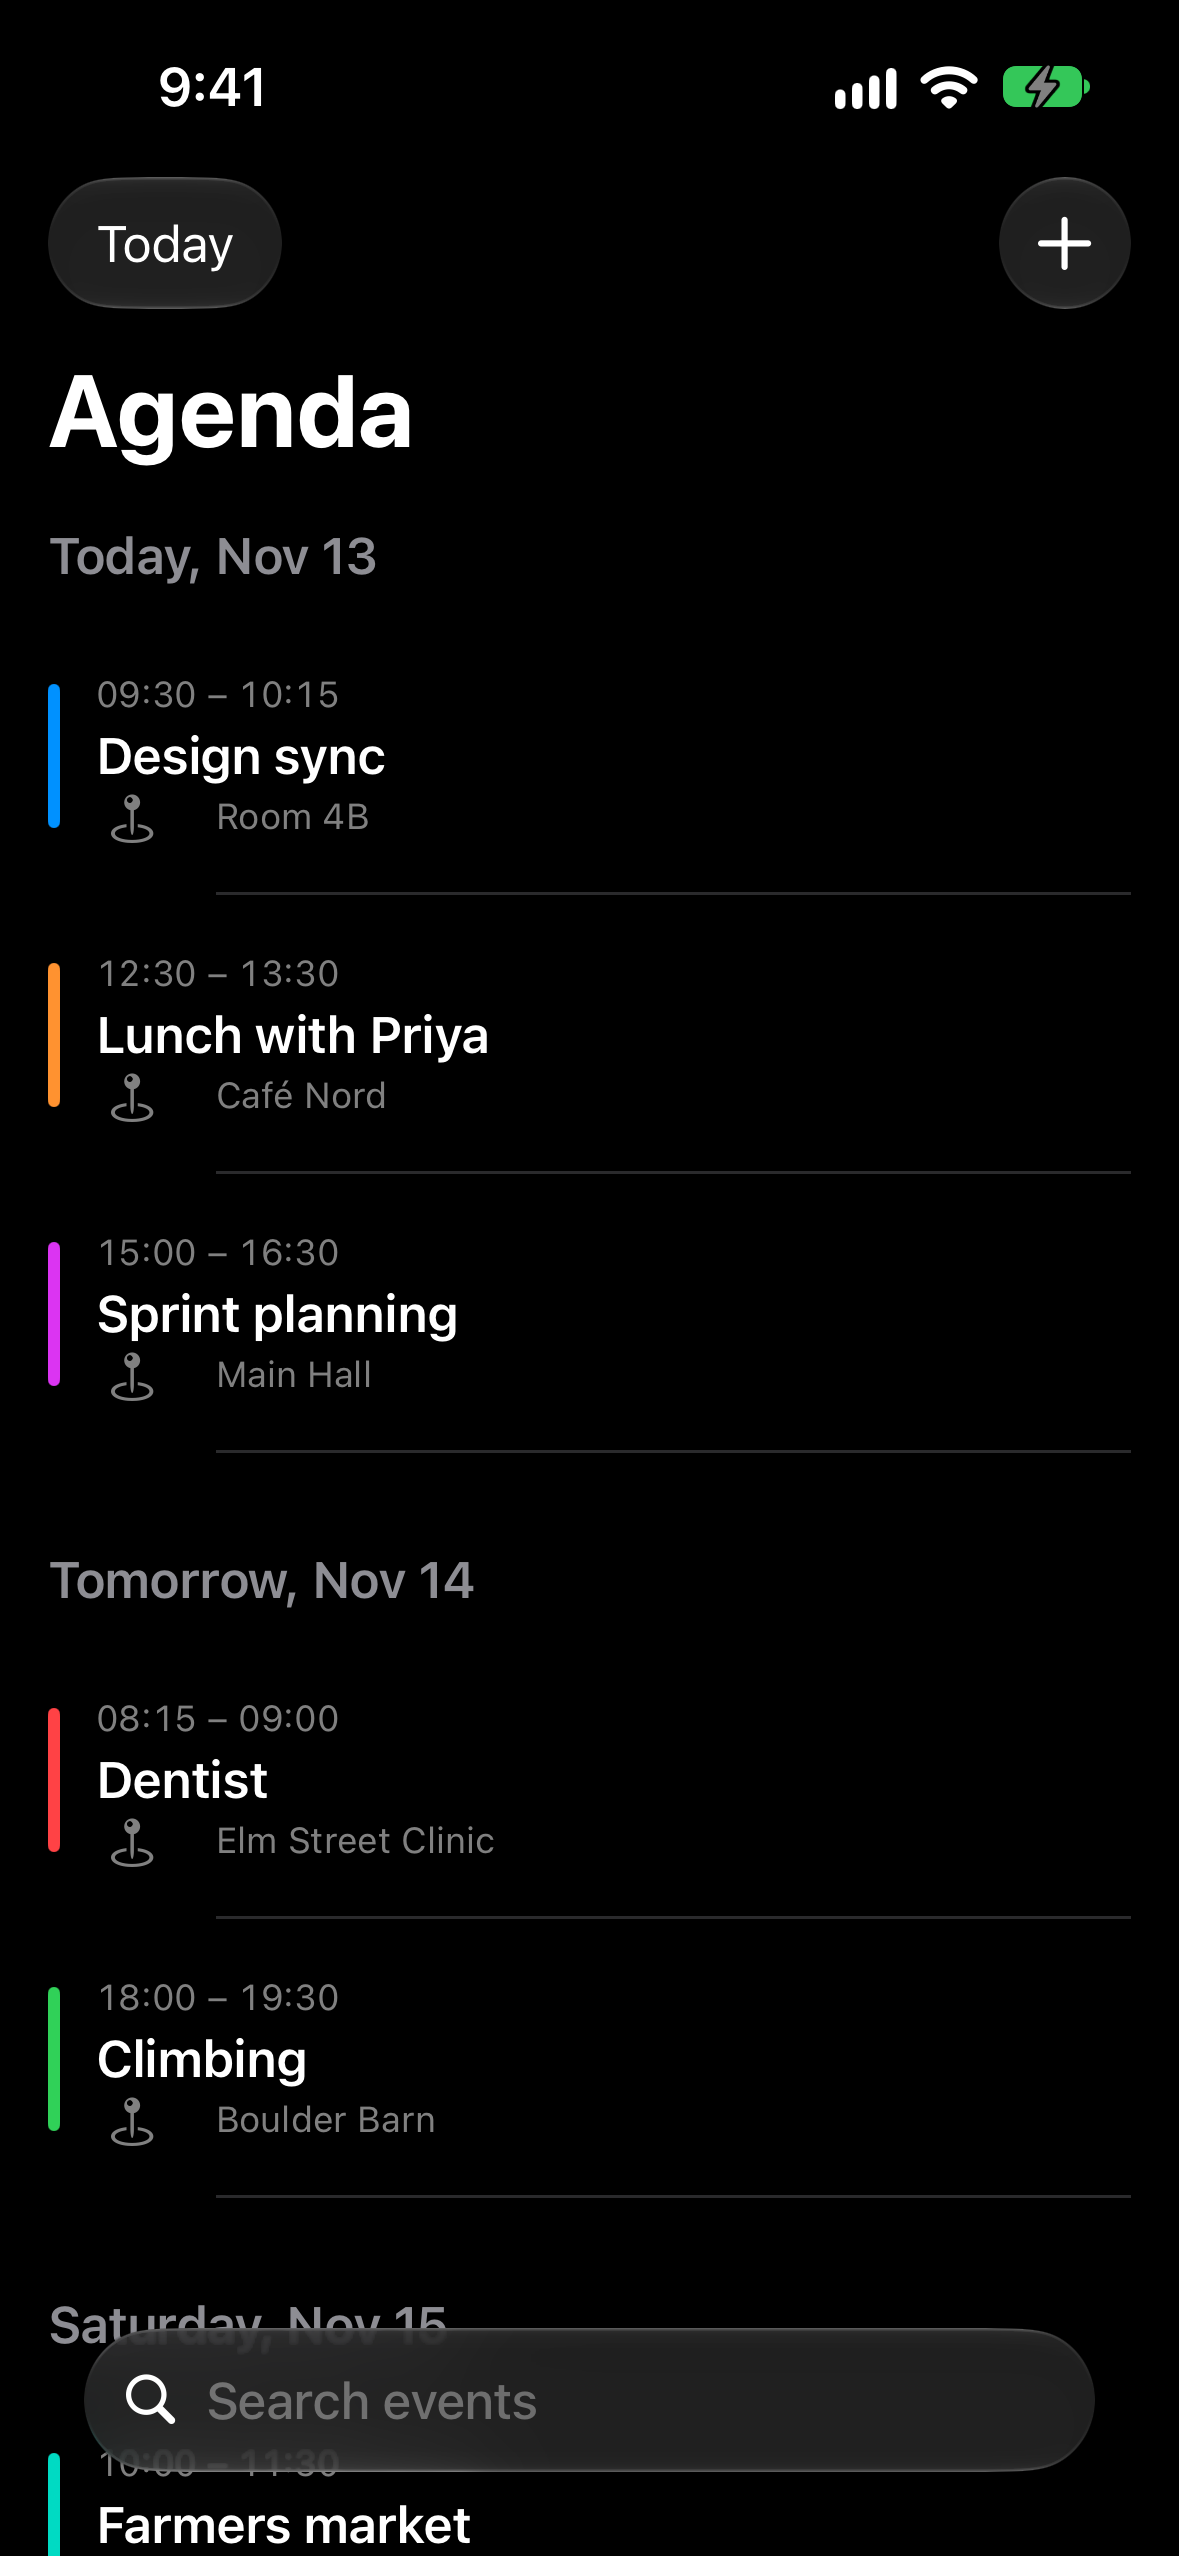 9:41
Today
Agenda
Today, Nov 13
09:30 – 10:15
Design sync
Room 4B
12:30 – 13:30
Lunch with Priya
Café Nord
15:00 – 16:30
Sprint planning
Main Hall
Tomorrow, Nov 14
08:15 – 09:00
Dentist
Elm Street Clinic
18:00 – 19:30
Climbing
Boulder Barn
Saturday, Nov 15
Search events
10:00 – 11:30
Farmers market